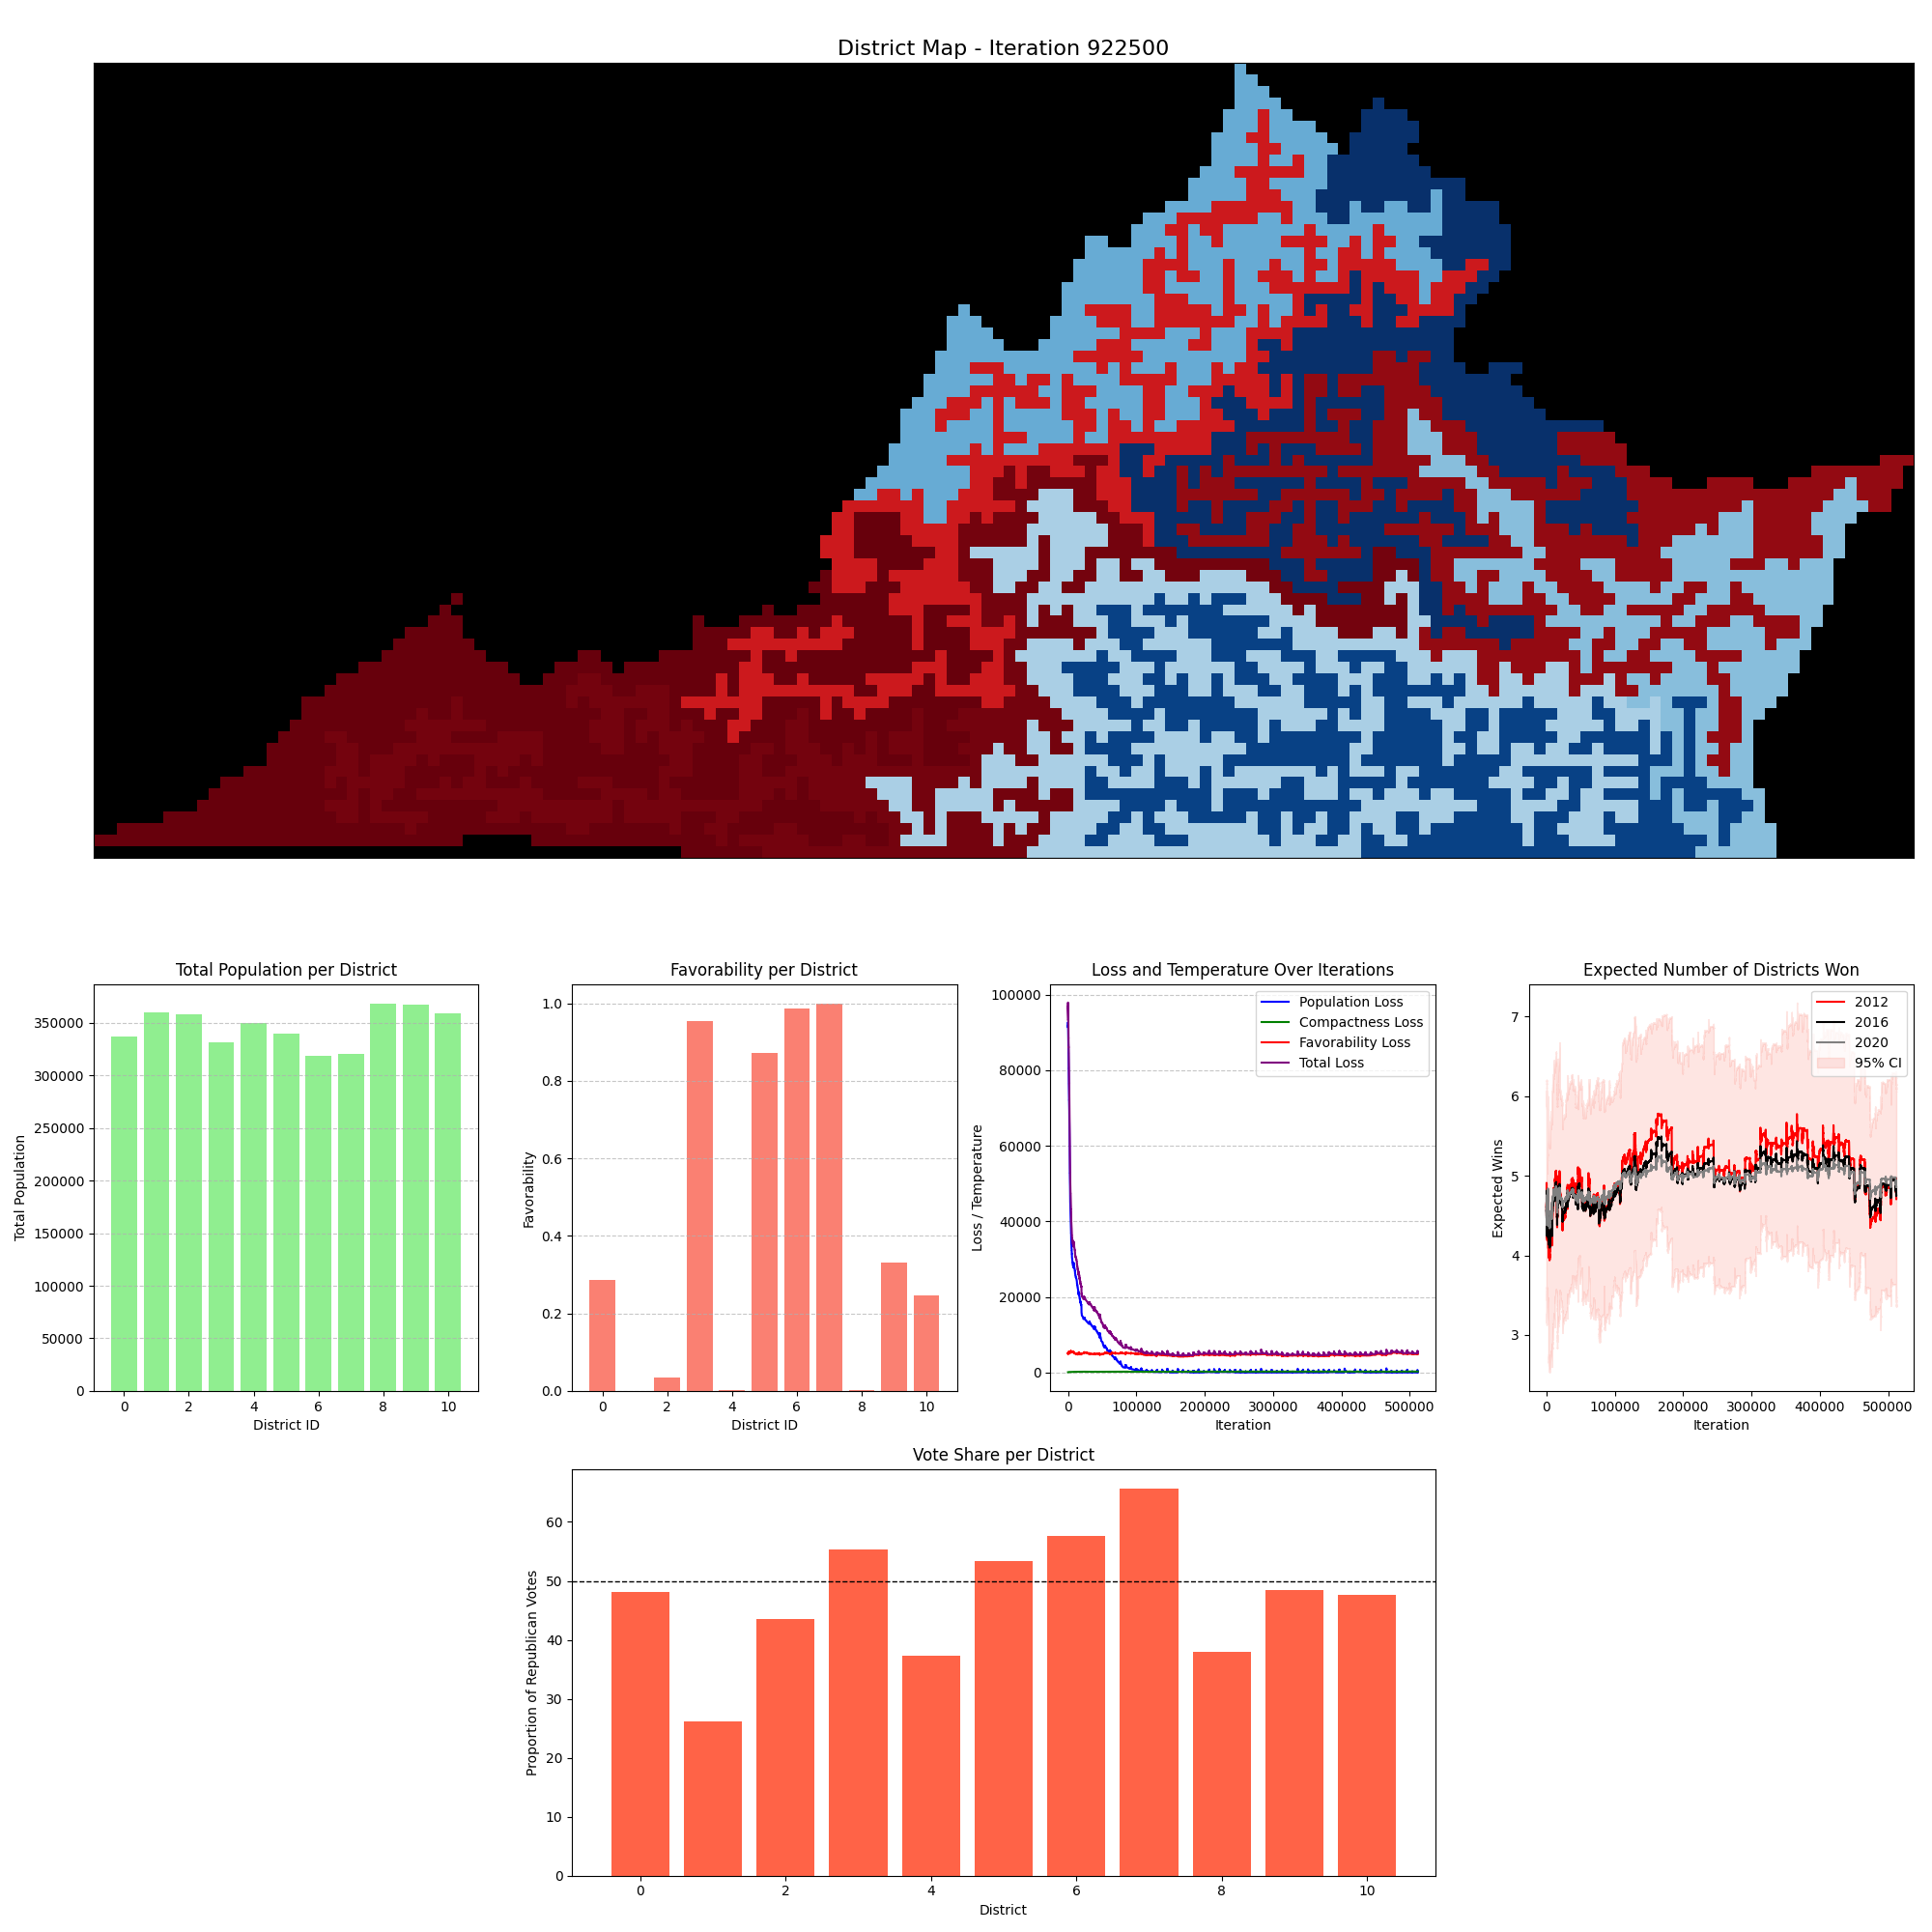 District Map - Iteration 922500
Total Population per District
Total Population
350000
300000
250000
200000
150000
100000
50000
0
0 2 4 6 8 10
District ID
Favorability per District
Favorability
1.0
0.8
0.6
0.4
0.2
0.0
0 2 4 6 8 10
District ID
Loss and Temperature Over Iterations
Loss / Temperature
100000
80000
60000
40000
20000
0
Population Loss
Compactness Loss
Favorability Loss
Total Loss
0 100000 200000 300000 400000 500000
Iteration
Expected Number of Districts Won
Expected Wins
7
6
5
4
3
2012
2016
2020
95% CI
0 100000 200000 300000 400000 500000
Iteration
Vote Share per District
Proportion of Republican Votes
60
50
40
30
20
10
0
0 2 4 6 8 10
District